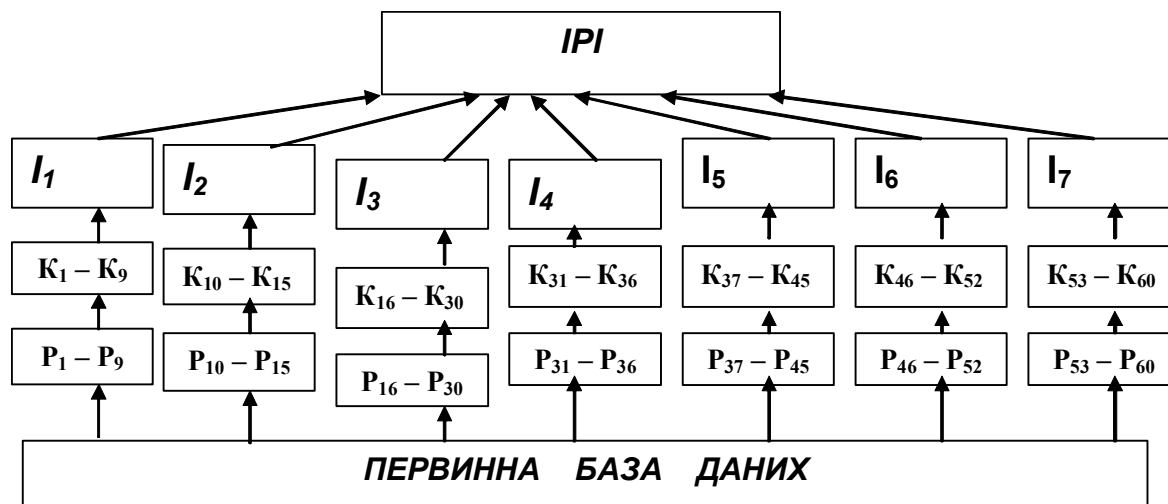 IPI
I₁ I₂ I₃ I₄ I₅ I₆ I₇
К₁ – К₉ К₁₀ – К₁₅ К₁₆ – К₃₀ К₃₁ – К₃₆ К₃₇ – К₄₅ К₄₆ – К₅₂ К₅₃ – К₆₀
Р₁ – Р₉ Р₁₀ – Р₁₅ Р₁₆ – Р₃₀ Р₃₁ – Р₃₆ Р₃₇ – Р₄₅ Р₄₆ – Р₅₂ Р₅₃ – Р₆₀
ПЕРВИННА БАЗА ДАНИХ